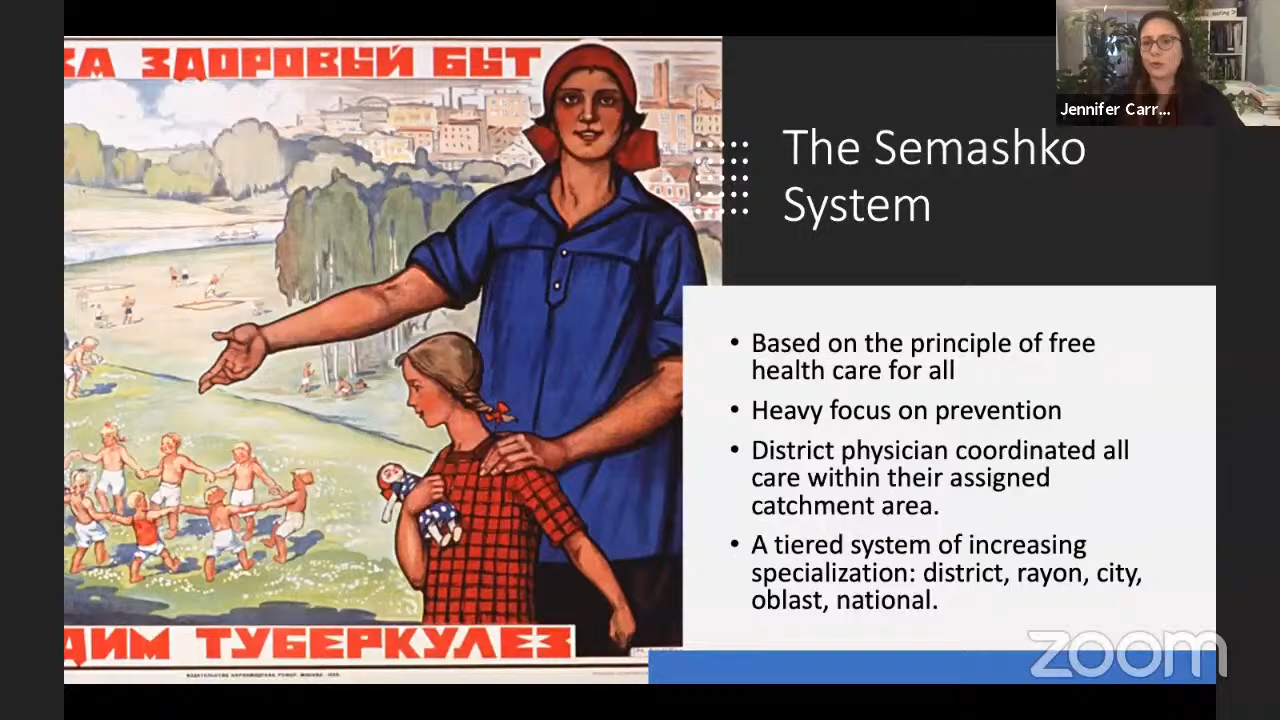 ЗА ЗДОРОВЫЙ БЫТ
Jennifer Carr...
The Semashko
System
• Based on the principle of free
health care for all
• Heavy focus on prevention
• District physician coordinated all
care within their assigned
catchment area.
• A tiered system of increasing
specialization: district, rayon, city,
oblast, national.
ДИМ ТУБЕРКУЛЕЗ
zoom